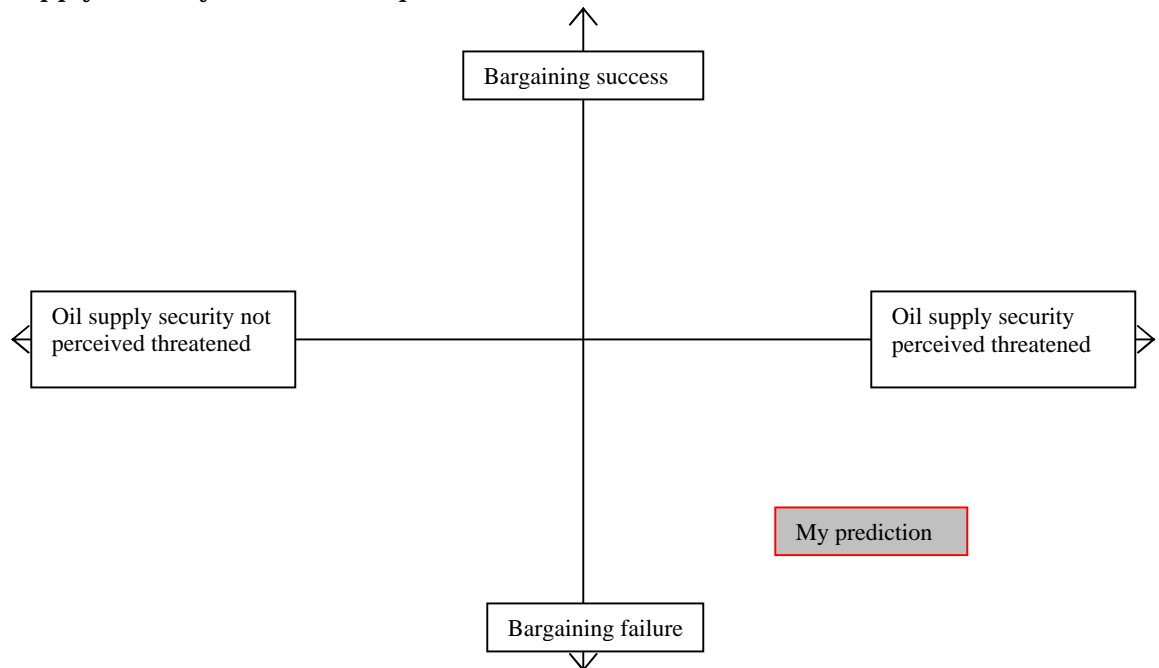 Bargaining success
Oil supply security not
perceived threatened
Oil supply security
perceived threatened
My prediction
Bargaining failure